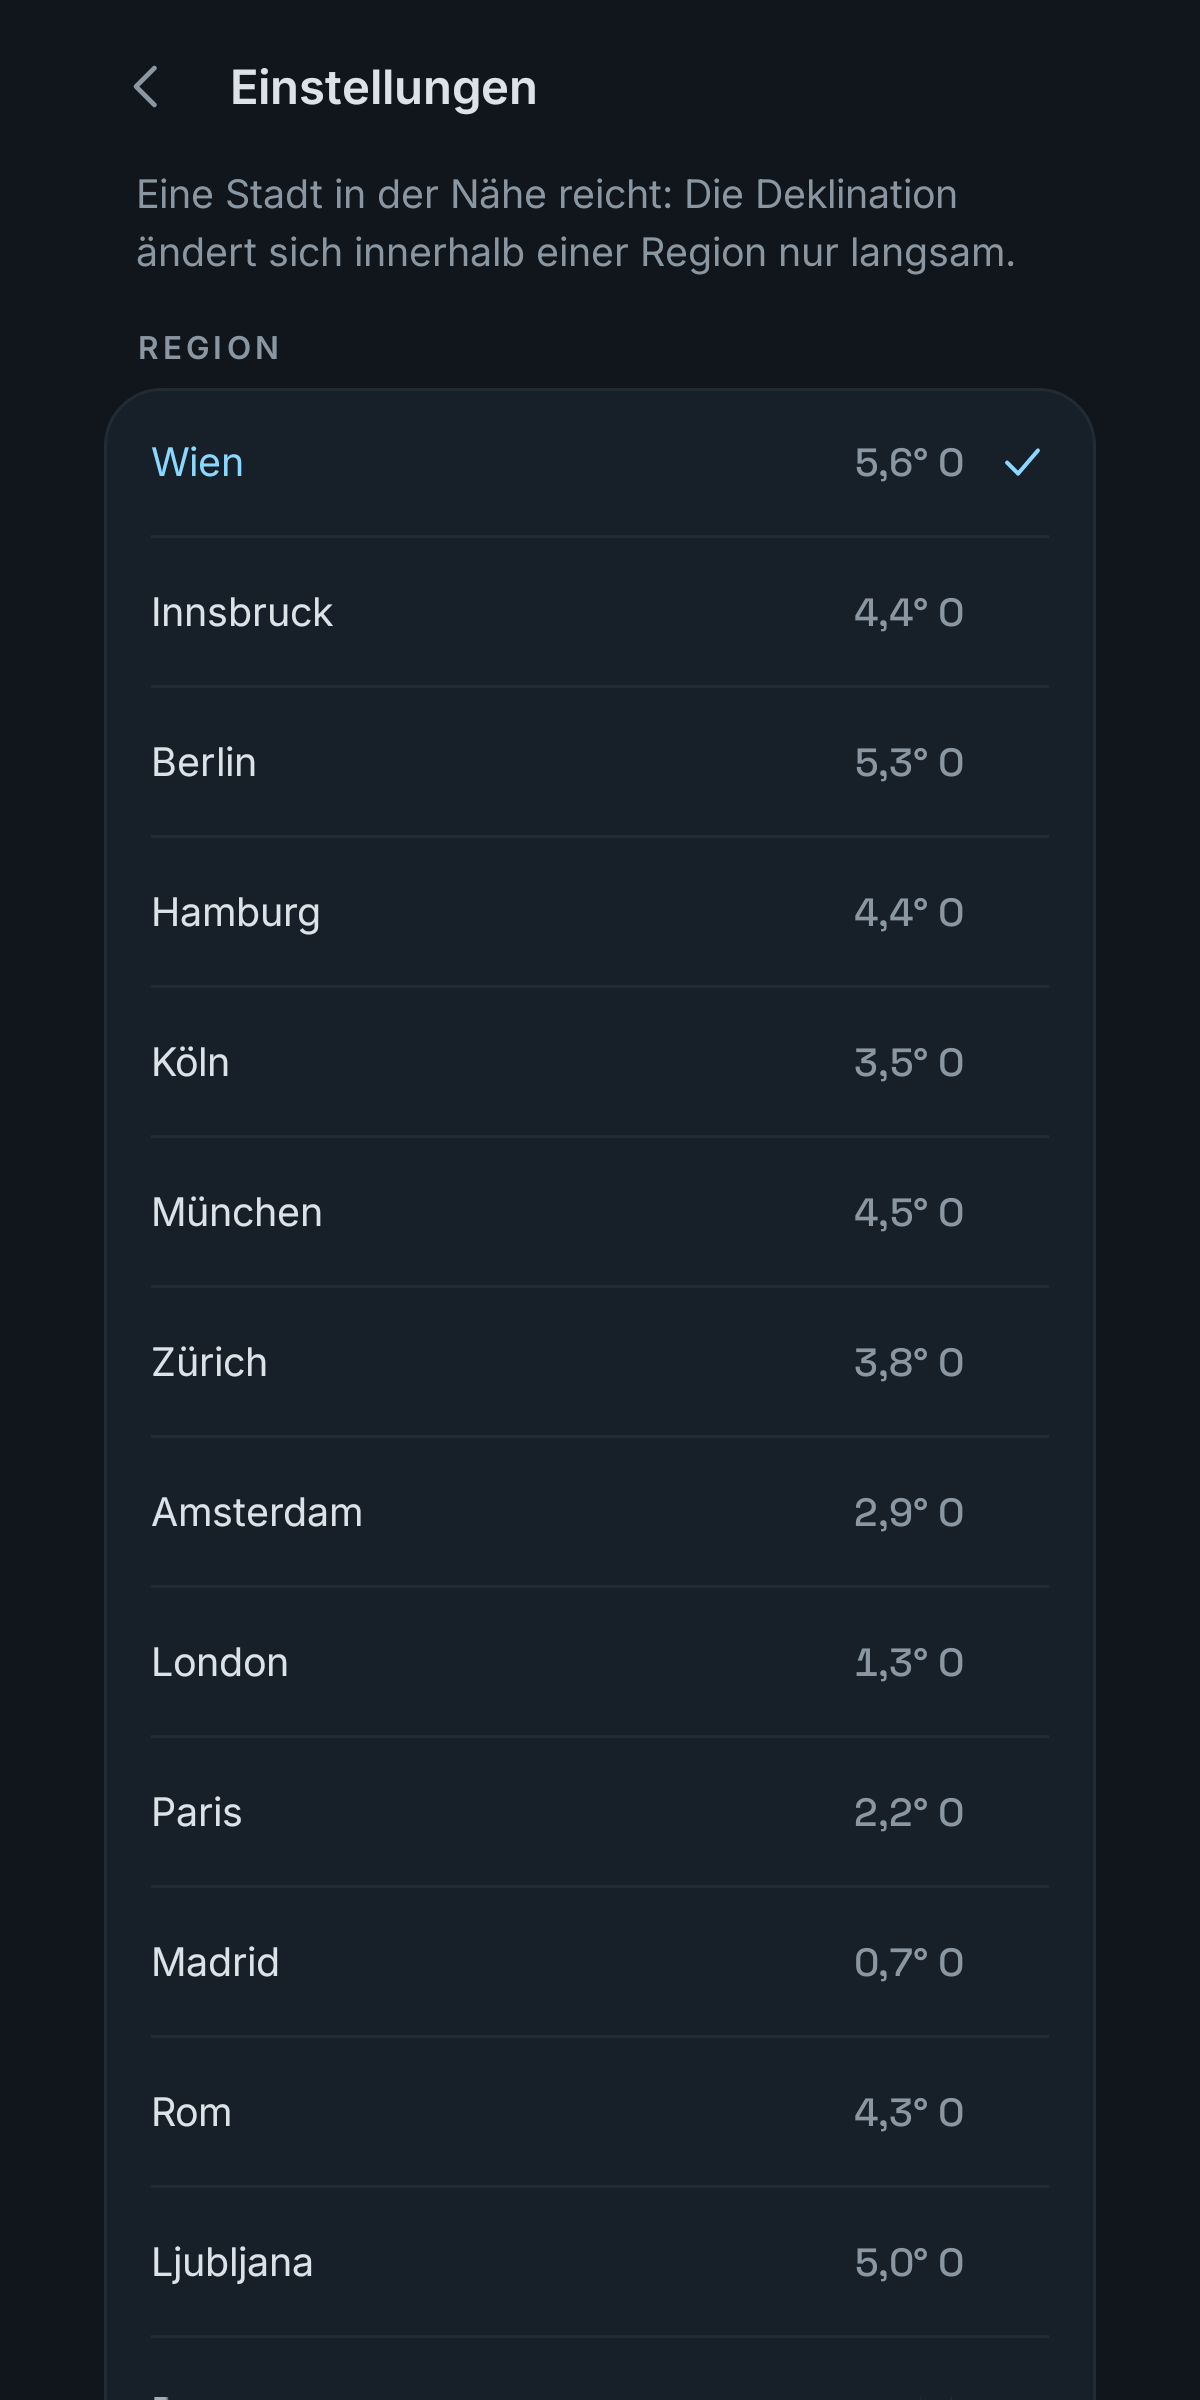 Einstellungen
Eine Stadt in der Nähe reicht: Die Deklination
ändert sich innerhalb einer Region nur langsam.
REGION
Wien 5,6° O
Innsbruck 4,4° O
Berlin 5,3° O
Hamburg 4,4° O
Köln 3,5° O
München 4,5° O
Zürich 3,8° O
Amsterdam 2,9° O
London 1,3° O
Paris 2,2° O
Madrid 0,7° O
Rom 4,3° O
Ljubljana 5,0° O